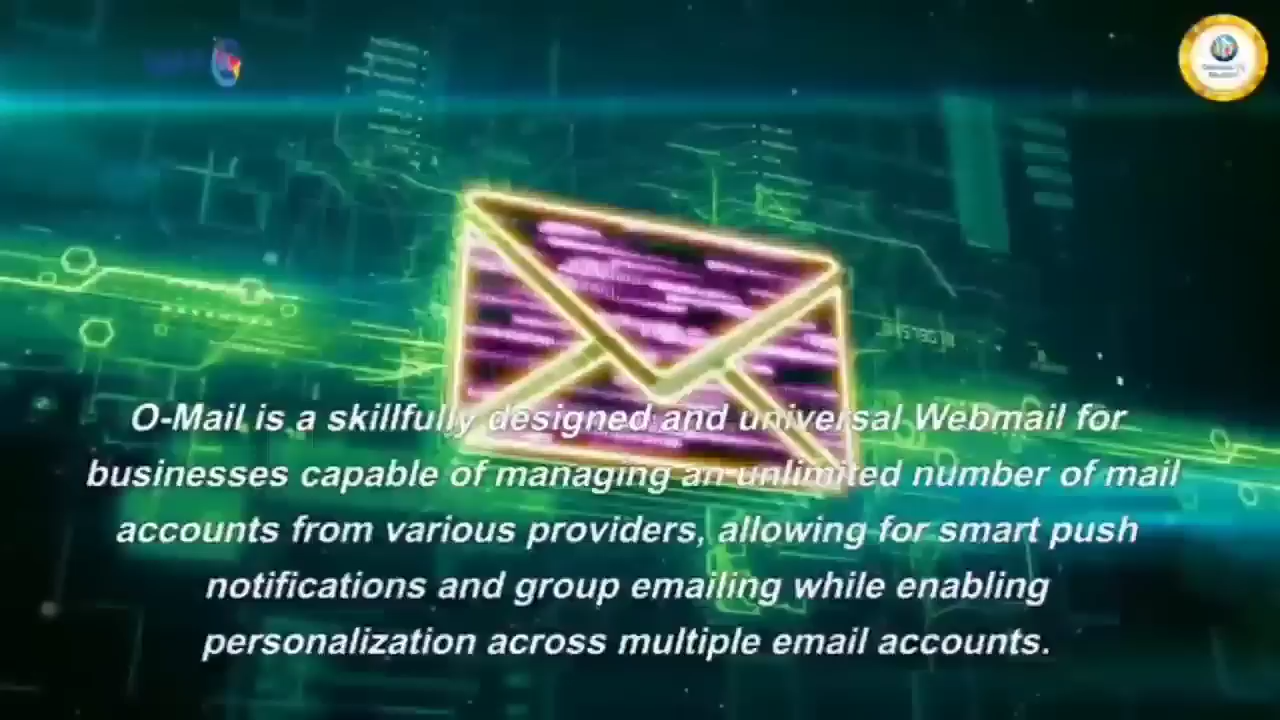 O-Mail is a skillfully designed and universal Webmail for
businesses capable of managing an unlimited number of mail
accounts from various providers, allowing for smart push
notifications and group emailing while enabling
personalization across multiple email accounts.